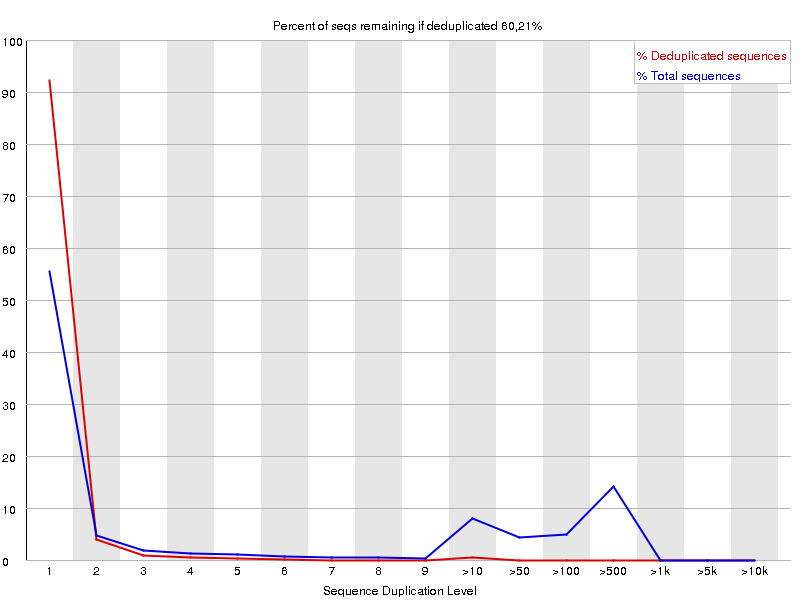 Percent of seqs remaining if deduplicated 60,21%
% Deduplicated sequences
% Total sequences
100
90
80
70
60
50
40
30
20
10
0
1 2 3 4 5 6 7 8 9 >10 >50 >100 >500 >1k >5k >10k
Sequence Duplication Level